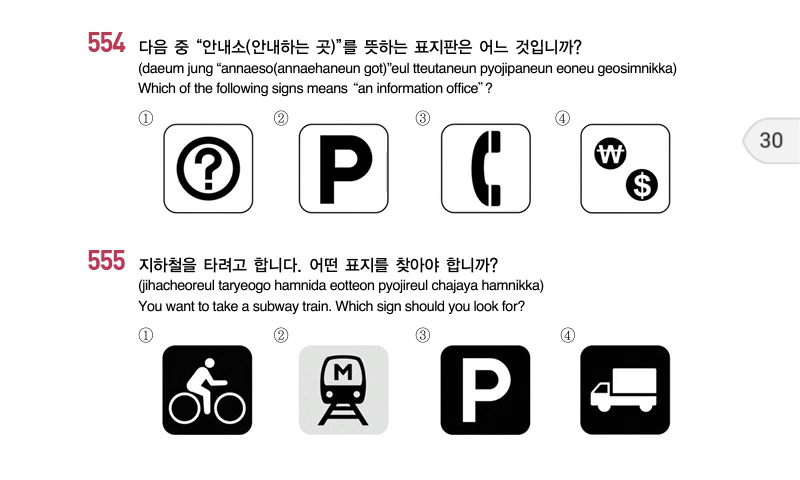 554 다음 중 “안내소(안내하는 곳)”를 뜻하는 표지판은 어느 것입니까?
(daeum jung “annaeso(annaehaneun got)”eul tteutaneun pyojipaneun eoneu geosimnikka)
Which of the following signs means “an information office”?
① ② ③ ④
? P ₩ $
30
555 지하철을 타려고 합니다. 어떤 표지를 찾아야 합니까?
(jihacheoreul taryeogo hamnida eotteon pyojireul chajaya hamnikka)
You want to take a subway train. Which sign should you look for?
① ② ③ ④
M P